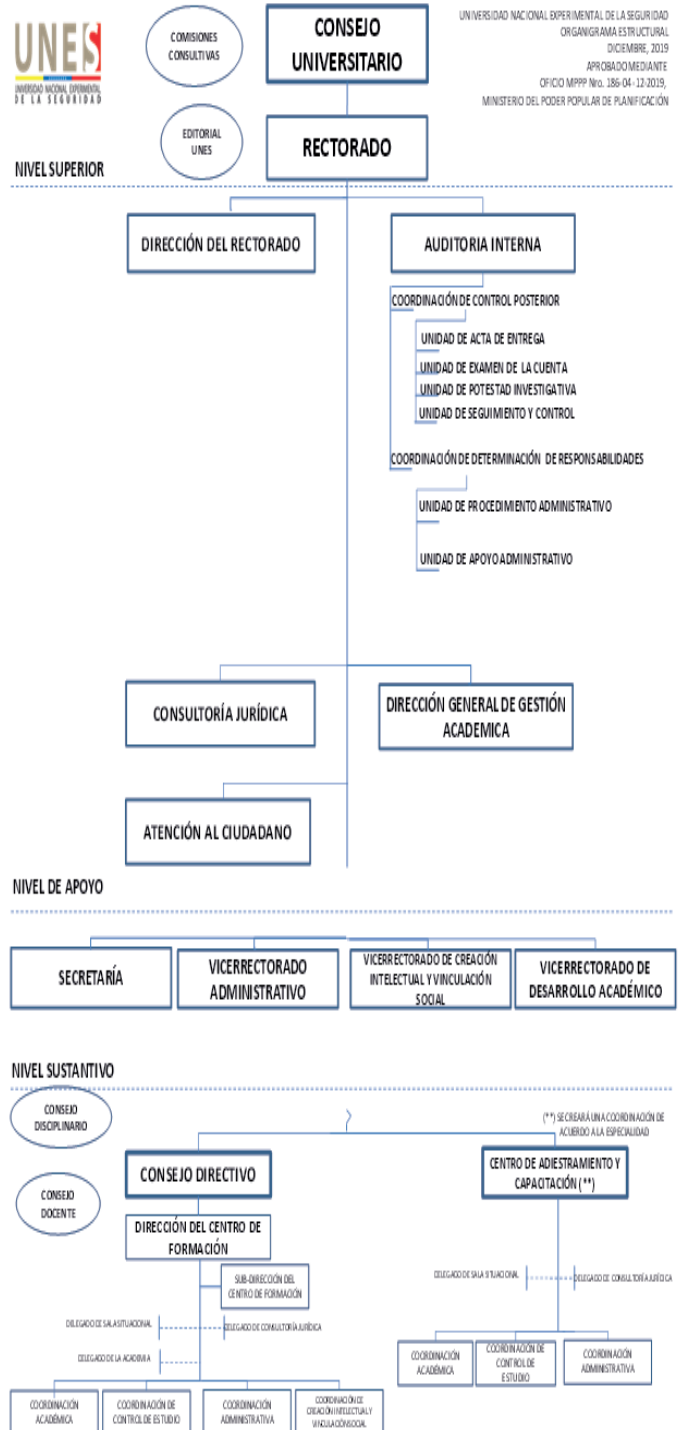 UNES
UNIVERSIDAD NACIONAL EXPERIMENTAL
DE LA SEGURIDAD
COMISIONES
CONSULTIVAS
CONSEJO
UNIVERSITARIO
UNIVERSIDAD NACIONAL EXPERIMENTAL DE LA SEGURIDAD
ORGANIGRAMA ESTRUCTURAL
DICIEMBRE, 2019
APROBADO MEDIANTE
OFICIO MPPP Nro. 186-04-12-2019,
MINISTERIO DEL PODER POPULAR DE PLANIFICACIÓN
EDITORIAL
UNES
RECTORADO
NIVEL SUPERIOR
DIRECCIÓN DEL RECTORADO
AUDITORIA INTERNA
COORDINACIÓN DE CONTROL POSTERIOR
UNIDAD DE ACTA DE ENTREGA
UNIDAD DE EXAMEN DE LA CUENTA
UNIDAD DE POTESTAD INVESTIGATIVA
UNIDAD DE SEGUIMIENTO Y CONTROL
COORDINACIÓN DE DETERMINACIÓN DE RESPONSABILIDADES
UNIDAD DE PROCEDIMIENTO ADMINISTRATIVO
UNIDAD DE APOYO ADMINISTRATIVO
CONSULTORÍA JURÍDICA
DIRECCIÓN GENERAL DE GESTIÓN
ACADEMICA
ATENCIÓN AL CIUDADANO
NIVEL DE APOYO
SECRETARÍA
VICERRECTORADO
ADMINISTRATIVO
VICERRECTORADO DE CREACIÓN
INTELECTUAL Y VINCULACIÓN
SOCIAL
VICERRECTORADO DE
DESARROLLO ACADÉMICO
NIVEL SUSTANTIVO
CONSEJO
DISCIPLINARIO
(**) SE CREARÁ UNA COORDINACIÓN DE
ACUERDO A LA ESPECIALIDAD
CONSEJO DIRECTIVO
CENTRO DE ADIESTRAMIENTO Y
CAPACITACIÓN (**)
CONSEJO
DOCENTE
DIRECCIÓN DEL CENTRO DE
FORMACIÓN
SUB-DIRECCIÓN DEL
CENTRO DE FORMACIÓN
DELEGADO DE SALA SITUACIONAL
DELEGADO DE CONSULTORÍA JURÍDICA
DELEGADO DE SALA SITUACIONAL
DELEGADO DE CONSULTORÍA JURÍDICA
DELEGADO DE LA ACADEMIA
COORDINACIÓN
ACADÉMICA
COORDINACIÓN DE
CONTROL DE
ESTUDIO
COORDINACIÓN
ADMINISTRATIVA
COORDINACIÓN
ACADÉMICA
COORDINACIÓN DE
CONTROL DE ESTUDIO
COORDINACIÓN
ADMINISTRATIVA
COORDINACIÓN DE
CREACIÓN INTELECTUAL Y
VINCULACIÓN SOCIAL